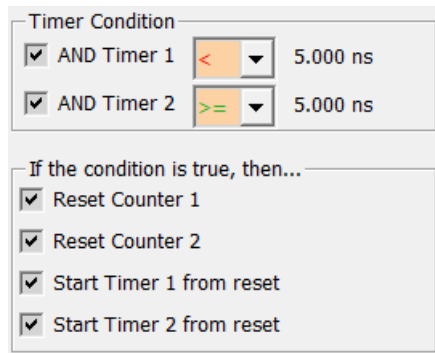 Timer Condition
AND Timer 1 < 5.000 ns
AND Timer 2 >= 5.000 ns
If the condition is true, then...
Reset Counter 1
Reset Counter 2
Start Timer 1 from reset
Start Timer 2 from reset